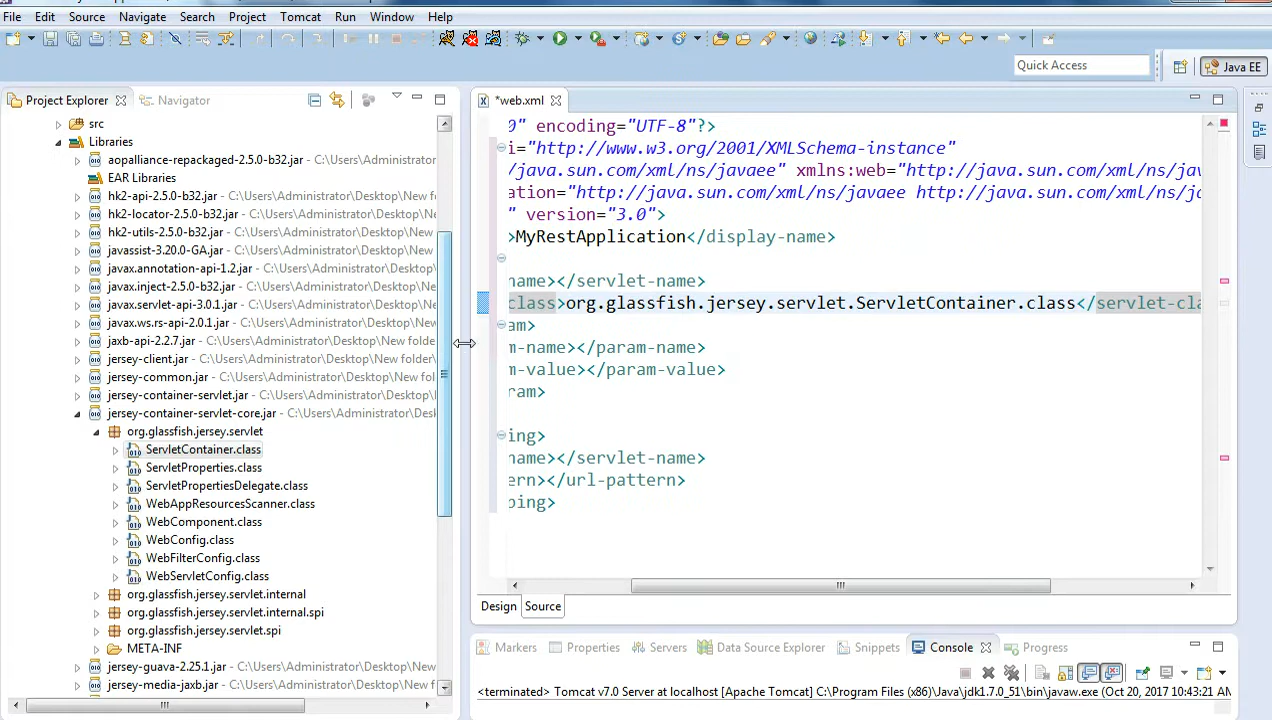 File Edit Source Navigate Search Project Tomcat Run Window Help
Quick Access
Java EE
Project Explorer
Navigator
src
Libraries
aopalliance-repackaged-2.5.0-b32.jar - C:\Users\Administrator
EAR Libraries
hk2-api-2.5.0-b32.jar - C:\Users\Administrator\Desktop\New
hk2-locator-2.5.0-b32.jar - C:\Users\Administrator\Desktop\
hk2-utils-2.5.0-b32.jar - C:\Users\Administrator\Desktop\New
javassist-3.20.0-GA.jar - C:\Users\Administrator\Desktop\New
javax.annotation-api-1.2.jar - C:\Users\Administrator\Desktop
javax.inject-2.5.0-b32.jar - C:\Users\Administrator\Desktop\
javax.servlet-api-3.0.1.jar - C:\Users\Administrator\Desktop\
javax.ws.rs-api-2.0.1.jar - C:\Users\Administrator\Desktop\Ne
jaxb-api-2.2.7.jar - C:\Users\Administrator\Desktop\New folde
jersey-client.jar - C:\Users\Administrator\Desktop\New folder\
jersey-common.jar - C:\Users\Administrator\Desktop\New fol
jersey-container-servlet.jar - C:\Users\Administrator\Desktop
jersey-container-servlet-core.jar - C:\Users\Administrator\Desk
org.glassfish.jersey.servlet
ServletContainer.class
ServletProperties.class
ServletPropertiesDelegate.class
WebAppResourcesScanner.class
WebComponent.class
WebConfig.class
WebFilterConfig.class
WebServletConfig.class
org.glassfish.jersey.servlet.internal
org.glassfish.jersey.servlet.internal.spi
org.glassfish.jersey.servlet.spi
META-INF
jersey-guava-2.25.1.jar - C:\Users\Administrator\Desktop\New
jersey-media-jaxb.jar - C:\Users\Administrator\Desktop\New
*web.xml
0" encoding="UTF-8"?>
i="http://www.w3.org/2001/XMLSchema-instance"
/java.sun.com/xml/ns/javaee" xmlns:web="http://java.sun.com/xml/ns/jav
ation="http://java.sun.com/xml/ns/javaee http://java.sun.com/xml/ns/ja
" version="3.0">
>MyRestApplication</display-name>
name></servlet-name>
class>org.glassfish.jersey.servlet.ServletContainer.class</servlet-cla
am>
m-name></param-name>
m-value></param-value>
ram>
ing>
name></servlet-name>
ern></url-pattern>
ping>
Design Source
Markers Properties Servers Data Source Explorer Snippets Console Progress
<terminated> Tomcat v7.0 Server at localhost [Apache Tomcat] C:\Program Files (x86)\Java\jdk1.7.0_51\bin\javaw.exe (Oct 20, 2017 10:43:21 AM